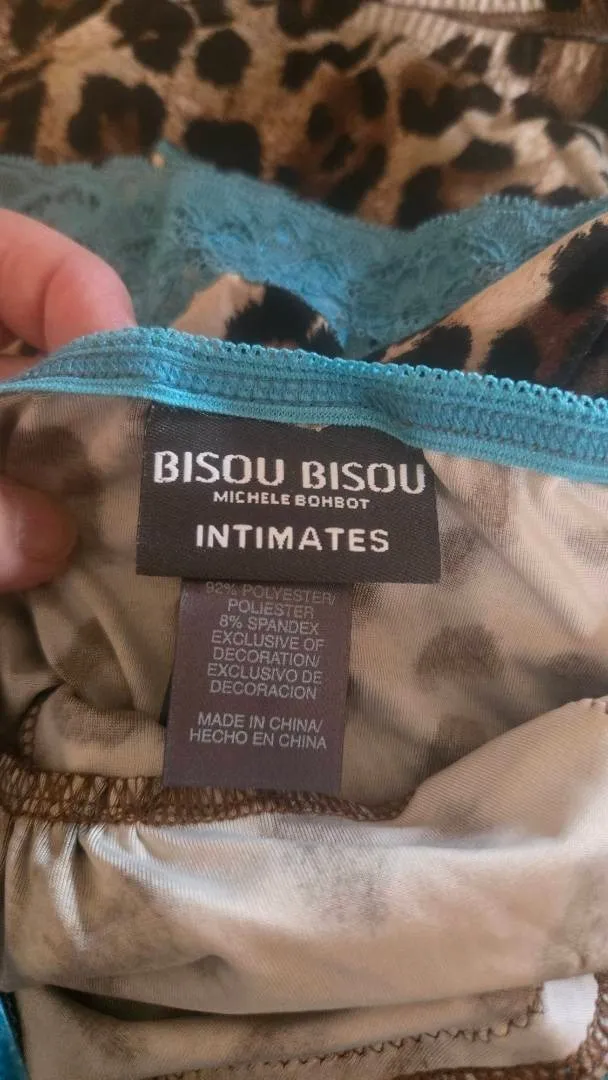 BISOU BISOU
MICHELE BOHBOT
INTIMATES
92% POLYESTER/
POLIESTER
8% SPANDEX
EXCLUSIVE OF
DECORATION/
EXCLUSIVO DE
DECORACION
MADE IN CHINA/
HECHO EN CHINA